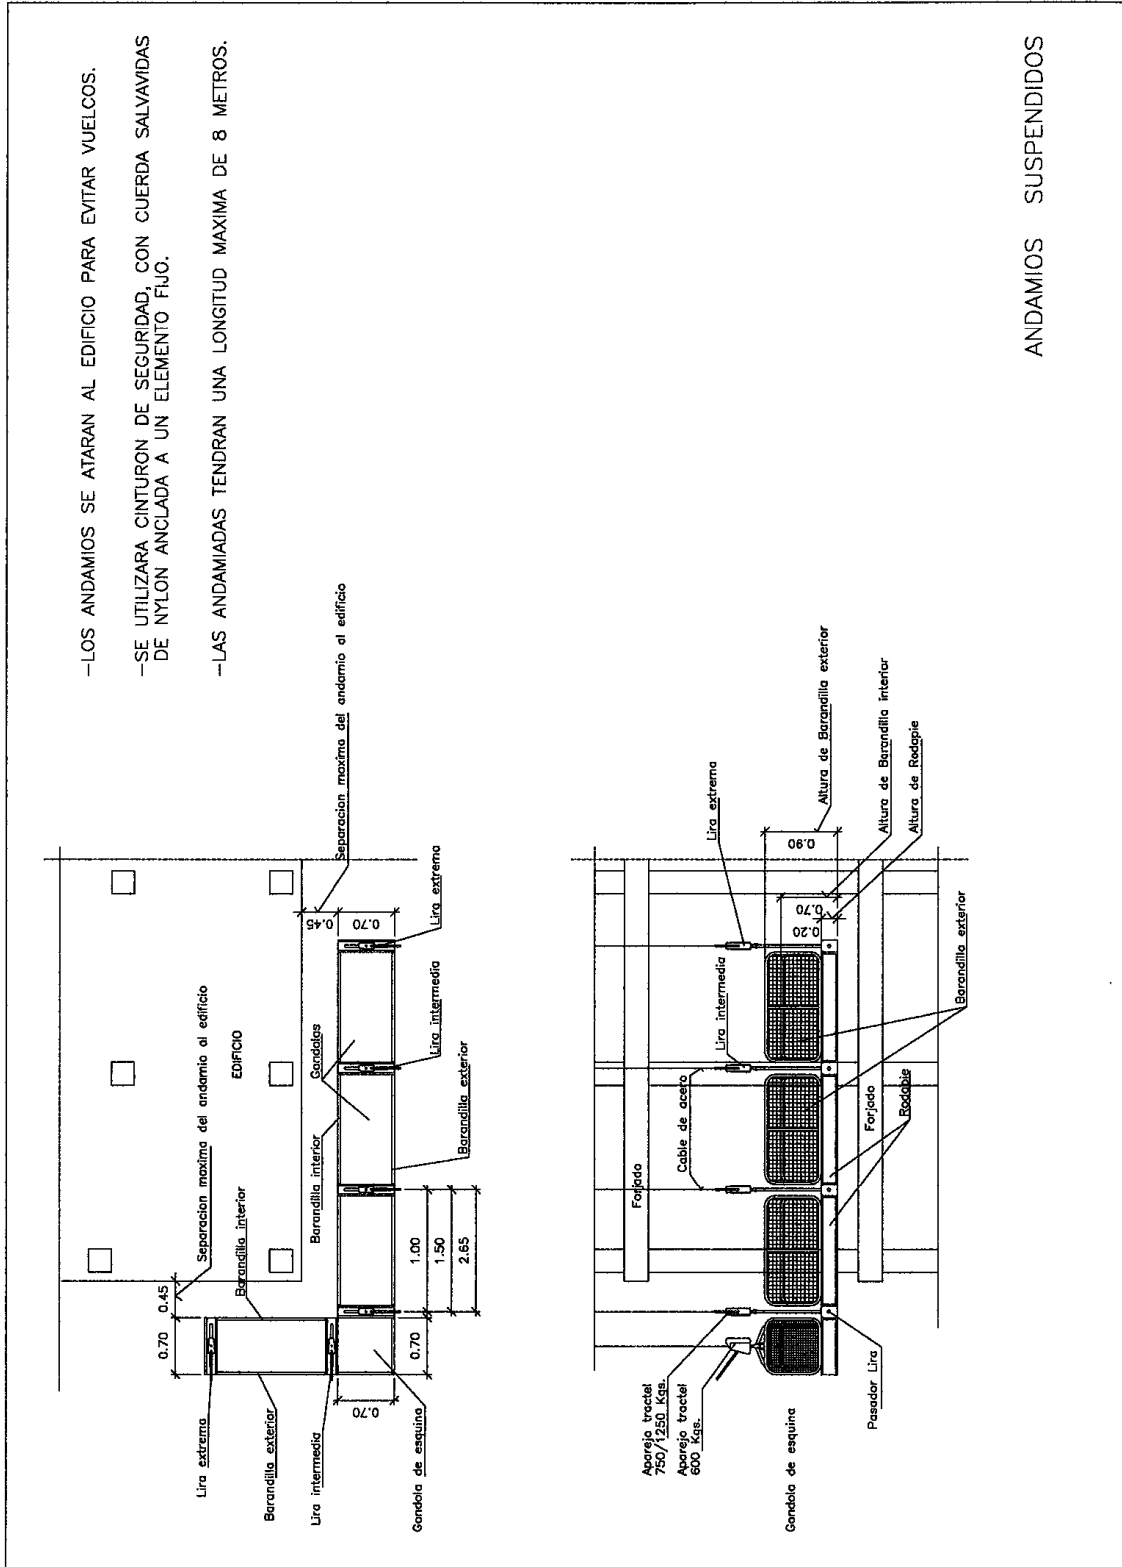 -LOS ANDAMIOS SE ATARAN AL EDIFICIO PARA EVITAR VUELCOS.
-SE UTILIZARA CINTURON DE SEGURIDAD, CON CUERDA SALVAVIDAS
DE NYLON ANCLADA A UN ELEMENTO FIJO.
-LAS ANDAMIADAS TENDRAN UNA LONGITUD MAXIMA DE 8 METROS.
Separacion maxima del andamio al edificio
EDIFICIO
Separacion maxima del andamio al edificio
0.45
0.70
Lira extrema
Barandilla interior
Barandilla exterior
Lira intermedia
0.70
0.70
Gondola de esquina
Barandilla interior
Gondolas
0.45
0.70
Lira extrema
Lira intermedia
Barandilla exterior
1.00
1.50
2.65
Lira extrema
Lira intermedia
Cable de acero
Forjado
Aparejo tractel
750/1250 Kgs.
Aparejo tractel
600 Kgs.
Gondola de esquina
Pasador Lira
Forjado
Rodapie
Barandilla exterior
0.20
0.70
0.90
Altura de Barandilla exterior
Altura de Barandilla interior
Altura de Rodapie
ANDAMIOS SUSPENDIDOS